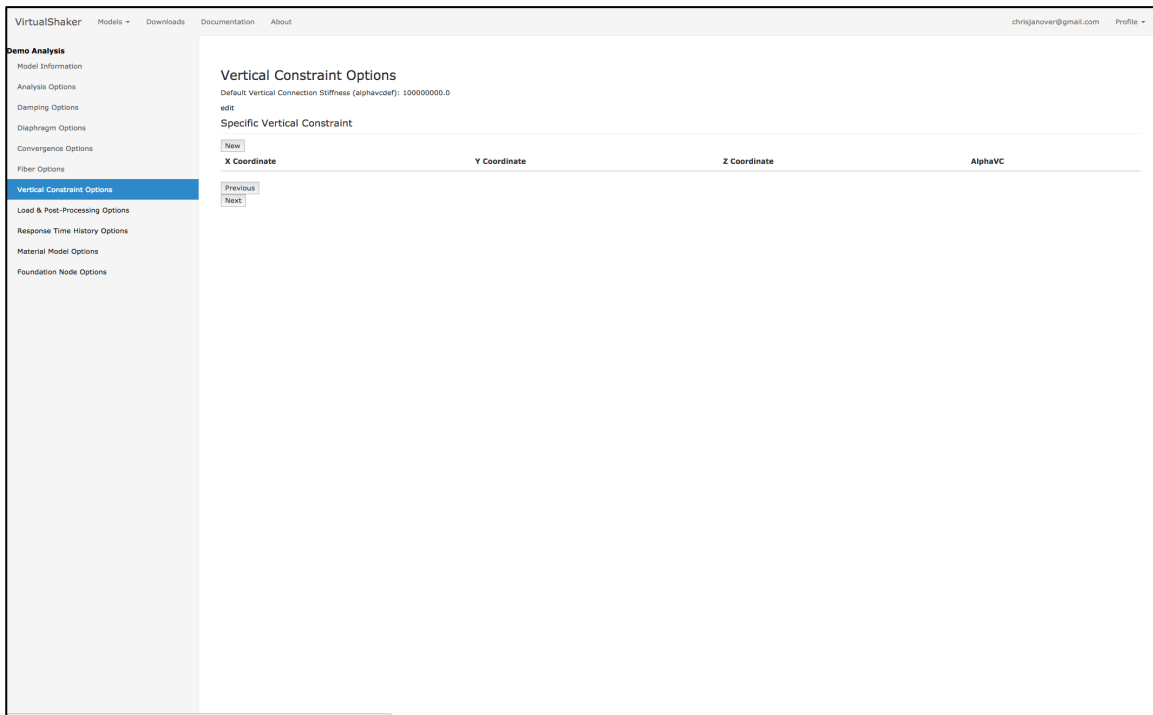 VirtualShaker Models Downloads Documentation About chrisjanover@gmail.com Profile
Demo Analysis
Model Information
Analysis Options
Damping Options
Diaphragm Options
Convergence Options
Fiber Options
Vertical Constraint Options
Load & Post-Processing Options
Response Time History Options
Material Model Options
Foundation Node Options
Vertical Constraint Options
Default Vertical Connection Stiffness (alphavcdef): 100000000.0
edit
Specific Vertical Constraint
New
X Coordinate Y Coordinate Z Coordinate AlphaVC
Previous
Next